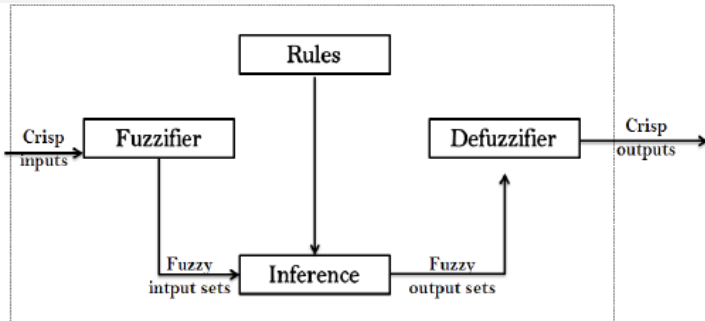 Rules
Crisp
inputs
Fuzzifier
Defuzzifier
Crisp
outputs
Fuzzy
intput sets
Inference
Fuzzy
output sets